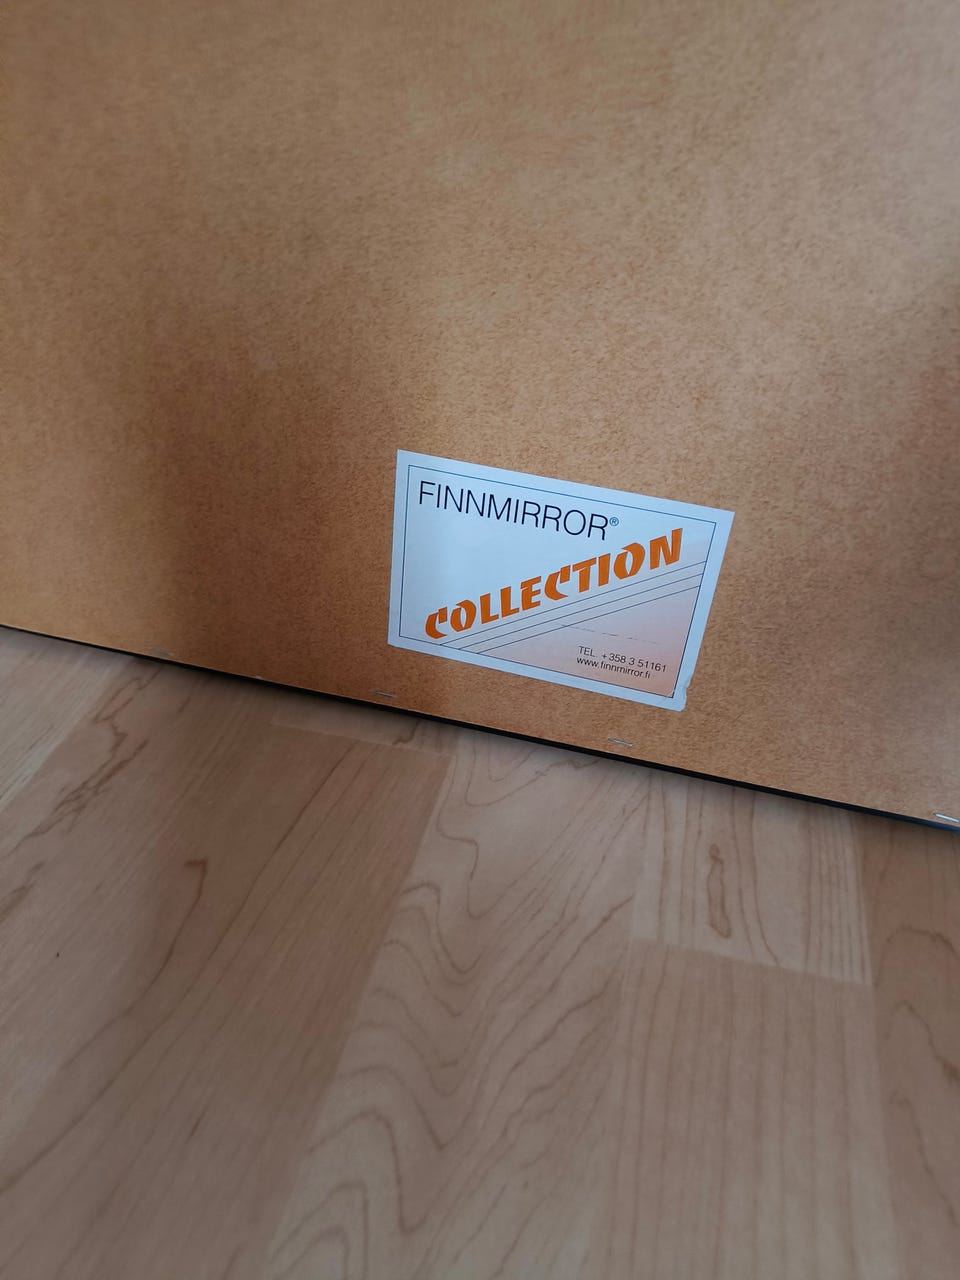 FINNMIRROR®
COLLECTION
TEL. +358 3 51161
www.finnmirror.fi